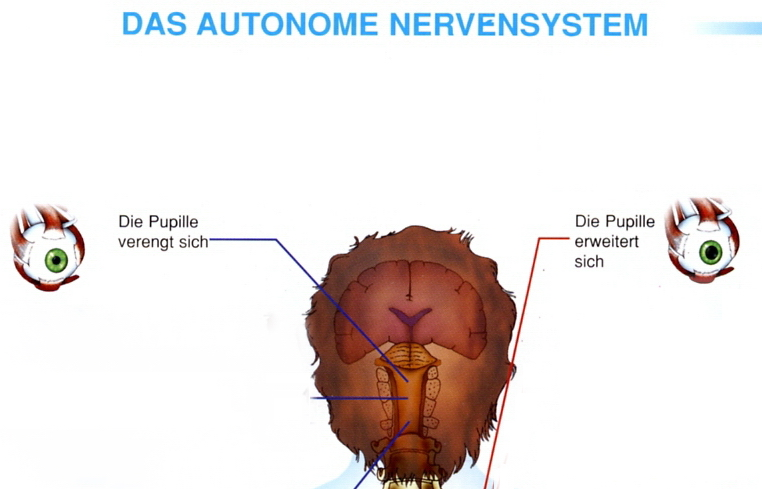 DAS AUTONOME NERVENSYSTEM
Die Pupille
verengt sich
Die Pupille
erweitert
sich